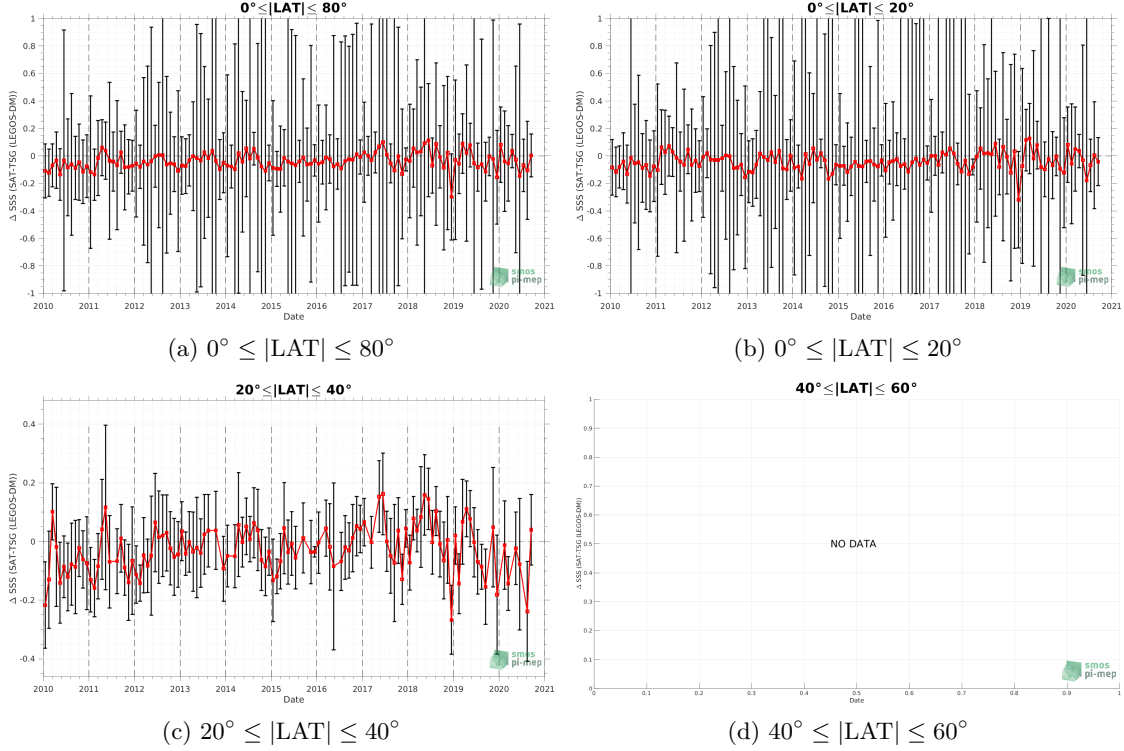 0°≤|LAT|≤ 80°
Δ SSS (SAT-TSG (LEGOS-DM))
1
0.8
0.6
0.4
0.2
0
-0.2
-0.4
-0.6
-0.8
-1
2010 2011 2012 2013 2014 2015 2016 2017 2018 2019 2020 2021
Date
smos
pi-mep
(a) 0° ≤ |LAT| ≤ 80°
0°≤|LAT|≤ 20°
Δ SSS (SAT-TSG (LEGOS-DM))
1
0.8
0.6
0.4
0.2
0
-0.2
-0.4
-0.6
-0.8
-1
2010 2011 2012 2013 2014 2015 2016 2017 2018 2019 2020 2021
Date
smos
pi-mep
(b) 0° ≤ |LAT| ≤ 20°
20°≤|LAT|≤ 40°
Δ SSS (SAT-TSG (LEGOS-DM))
0.4
0.2
0
-0.2
-0.4
2010 2011 2012 2013 2014 2015 2016 2017 2018 2019 2020 2021
Date
smos
pi-mep
(c) 20° ≤ |LAT| ≤ 40°
40°≤|LAT|≤ 60°
Δ SSS (SAT-TSG (LEGOS-DM))
1
0.9
0.8
0.7
0.6
0.5
0.4
0.3
0.2
0.1
0
NO DATA
0 0.1 0.2 0.3 0.4 0.5 0.6 0.7 0.8 0.9 1
Date
smos
pi-mep
(d) 40° ≤ |LAT| ≤ 60°